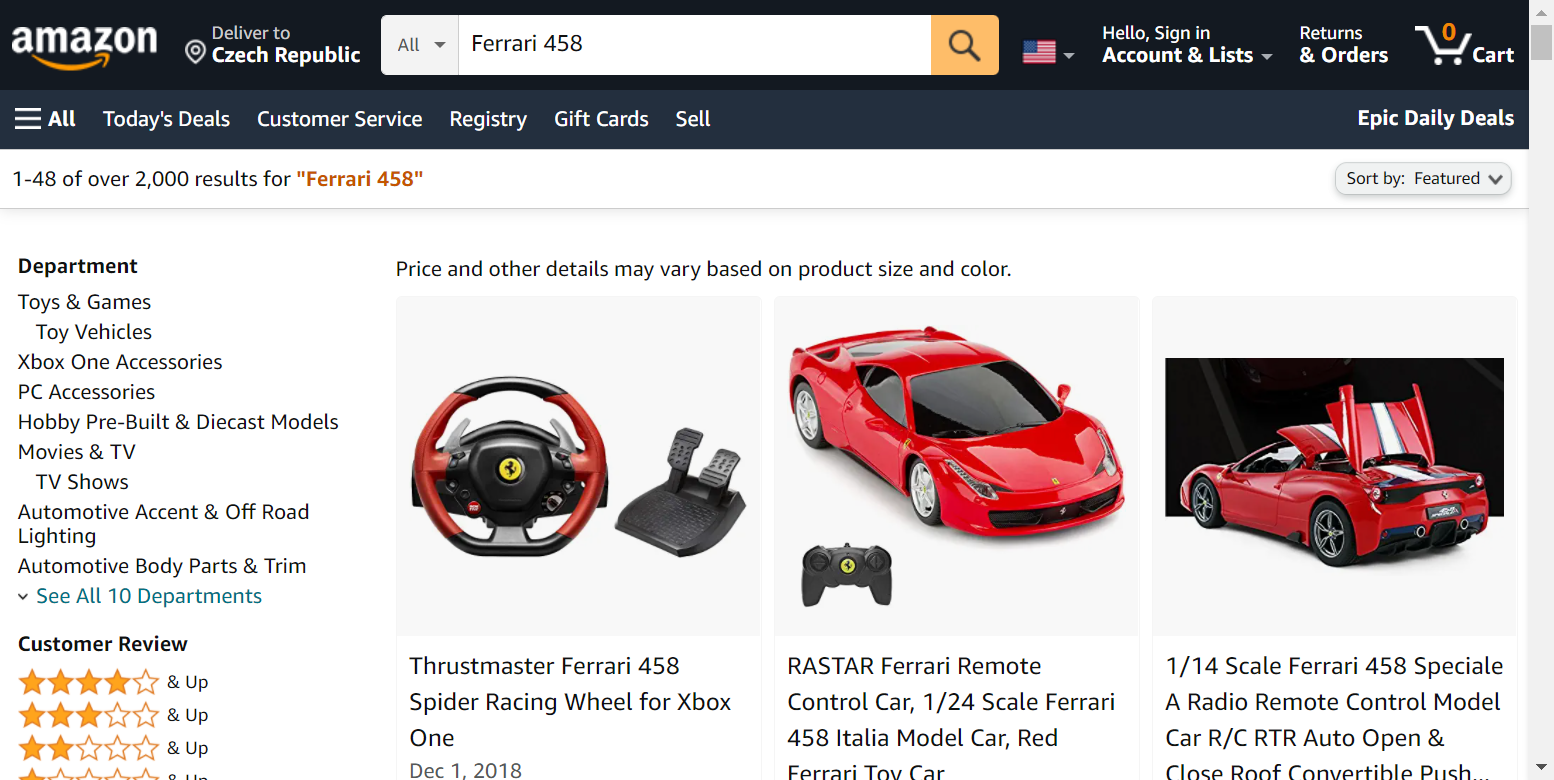 amazon
Deliver to
Czech Republic
All
Ferrari 458
Hello, Sign in
Account & Lists
Returns
& Orders
0
Cart
All
Today's Deals
Customer Service
Registry
Gift Cards
Sell
Epic Daily Deals
1-48 of over 2,000 results for "Ferrari 458"
Sort by: Featured
Department
Toys & Games
Toy Vehicles
Xbox One Accessories
PC Accessories
Hobby Pre-Built & Diecast Models
Movies & TV
TV Shows
Automotive Accent & Off Road
Lighting
Automotive Body Parts & Trim
See All 10 Departments
Customer Review
& Up
& Up
& Up
& Up
Price and other details may vary based on product size and color.
Thrustmaster Ferrari 458
Spider Racing Wheel for Xbox
One
Dec 1, 2018
RASTAR Ferrari Remote
Control Car, 1/24 Scale Ferrari
458 Italia Model Car, Red
Ferrari Toy Car
1/14 Scale Ferrari 458 Speciale
A Radio Remote Control Model
Car R/C RTR Auto Open &
Close Roof Convertible Push...